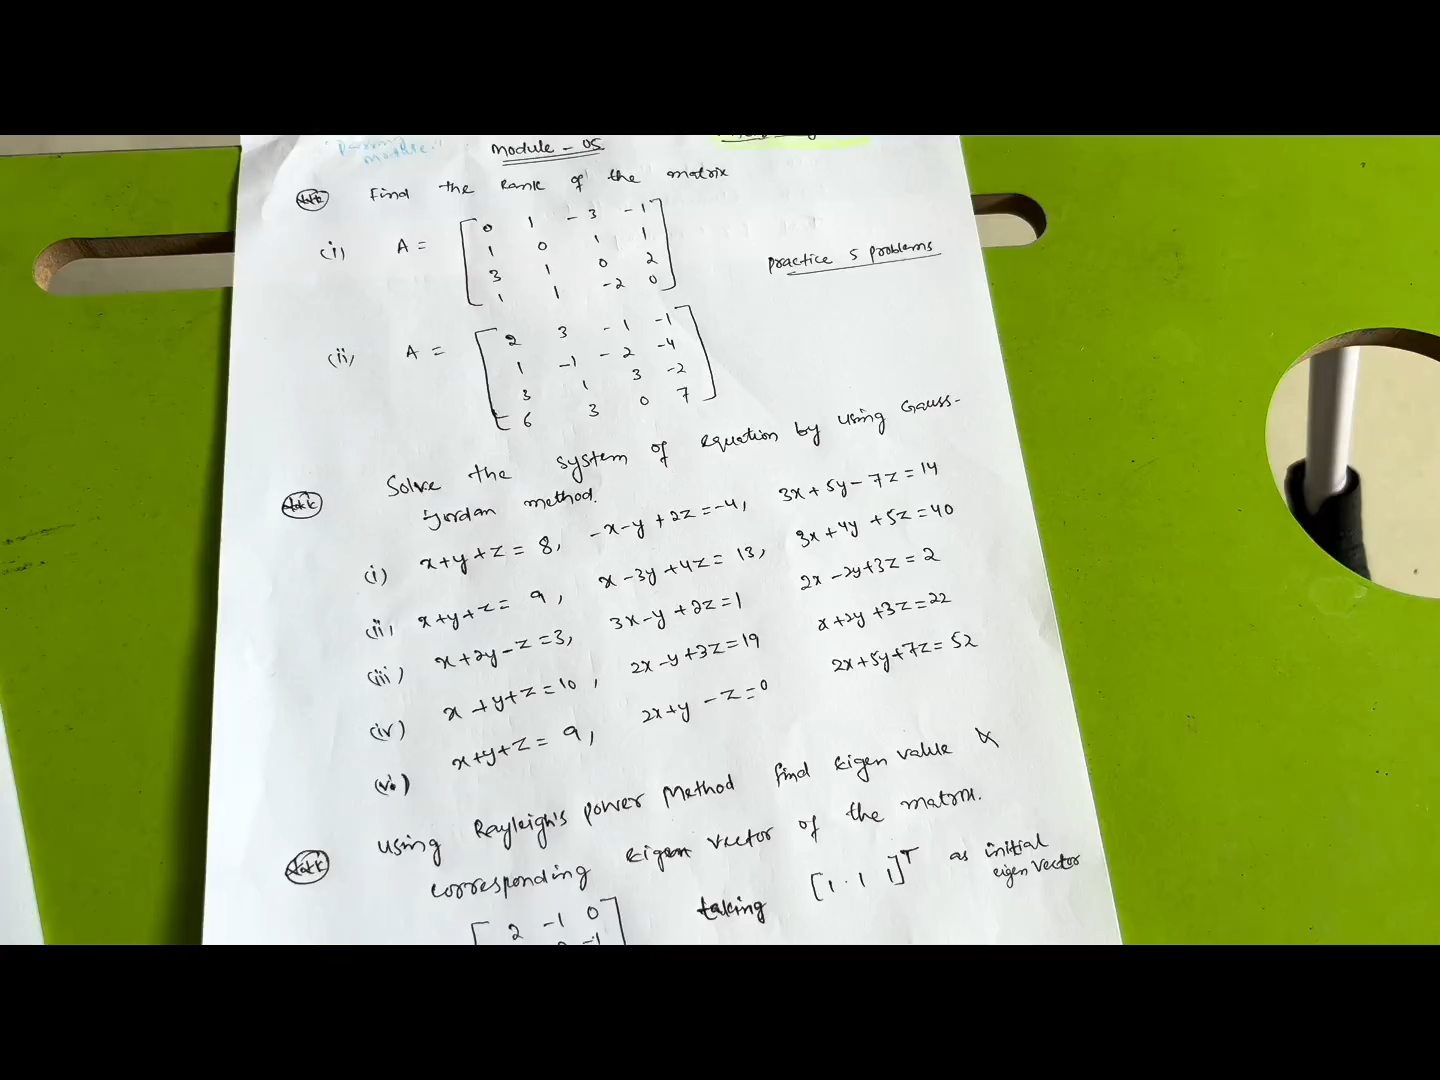 Module - 05
Find the Rank of the matrix
(i) A = [ 0 1 -3 -1
1 0 1 1
3 1 0 2
1 1 -2 0 ]
Practice 5 problems
(ii) A = [ 2 3 -1 -1
1 -1 -2 -4
3 1 3 -2
6 3 0 7 ]
Solve the system of equation by using Gauss-
Jordan method.
(i) x+y+z = 8, -x-y+2z = -4, 3x+5y-7z = 14
(ii) x+y+z = 9, x-3y+4z = 13, 3x+4y+5z = 40
(iii) x+2y-z = 3, 3x-y+2z = 1 2x-2y+3z = 2
(iv) x+y+z = 10, 2x-y+3z = 19 x+2y+3z = 22
x+y+z = 9, 2x+y-z = 0 2x+5y+7z = 52
using Rayleigh's power Method find eigen value &
corresponding eigen vector of the matrix.
[ 2 -1 0 ] taking [1 1 1]T as initial
eigen vector
-1